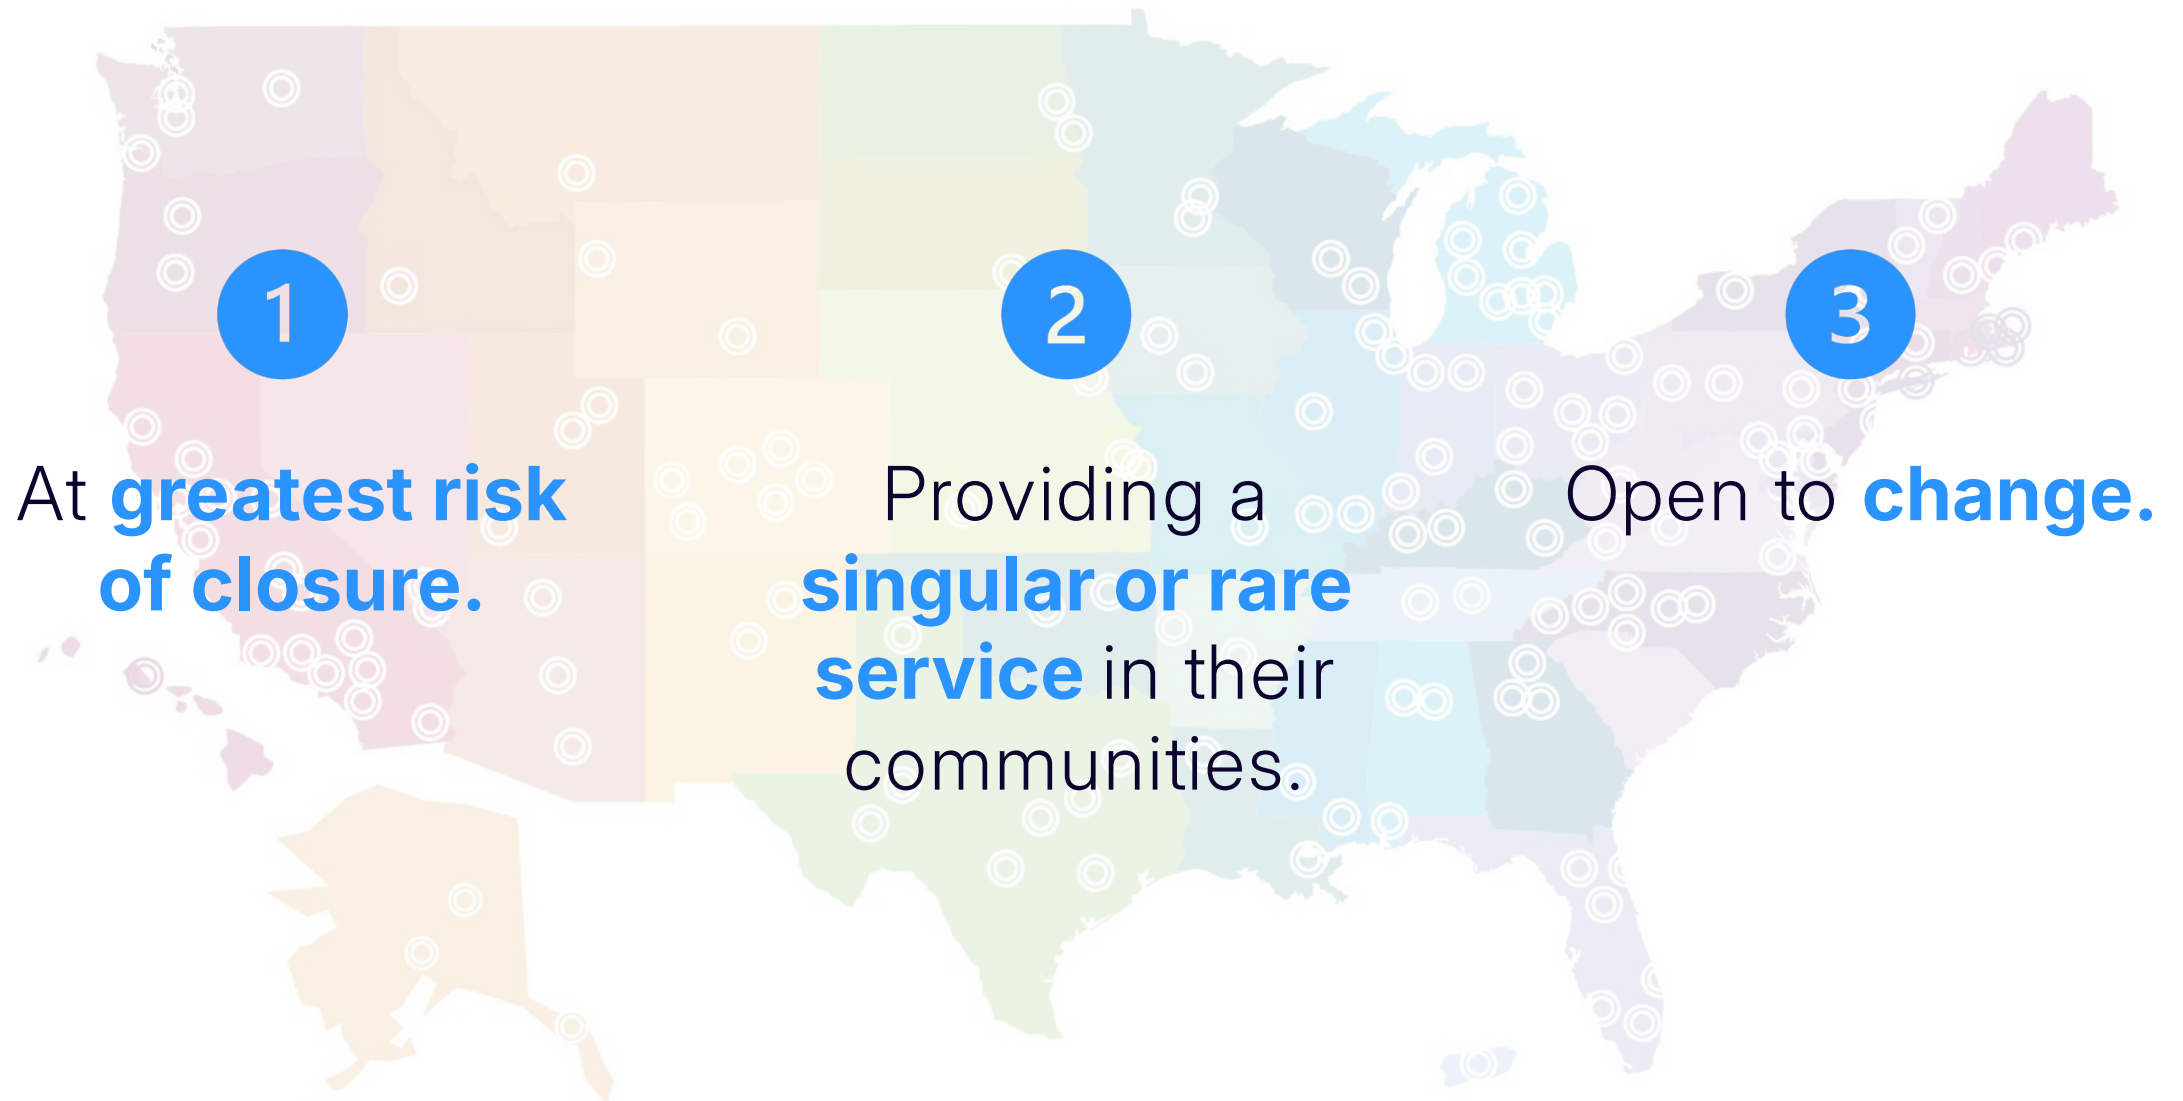 1
At greatest risk
of closure.
2
Providing a
singular or rare
service in their
communities.
3
Open to change.